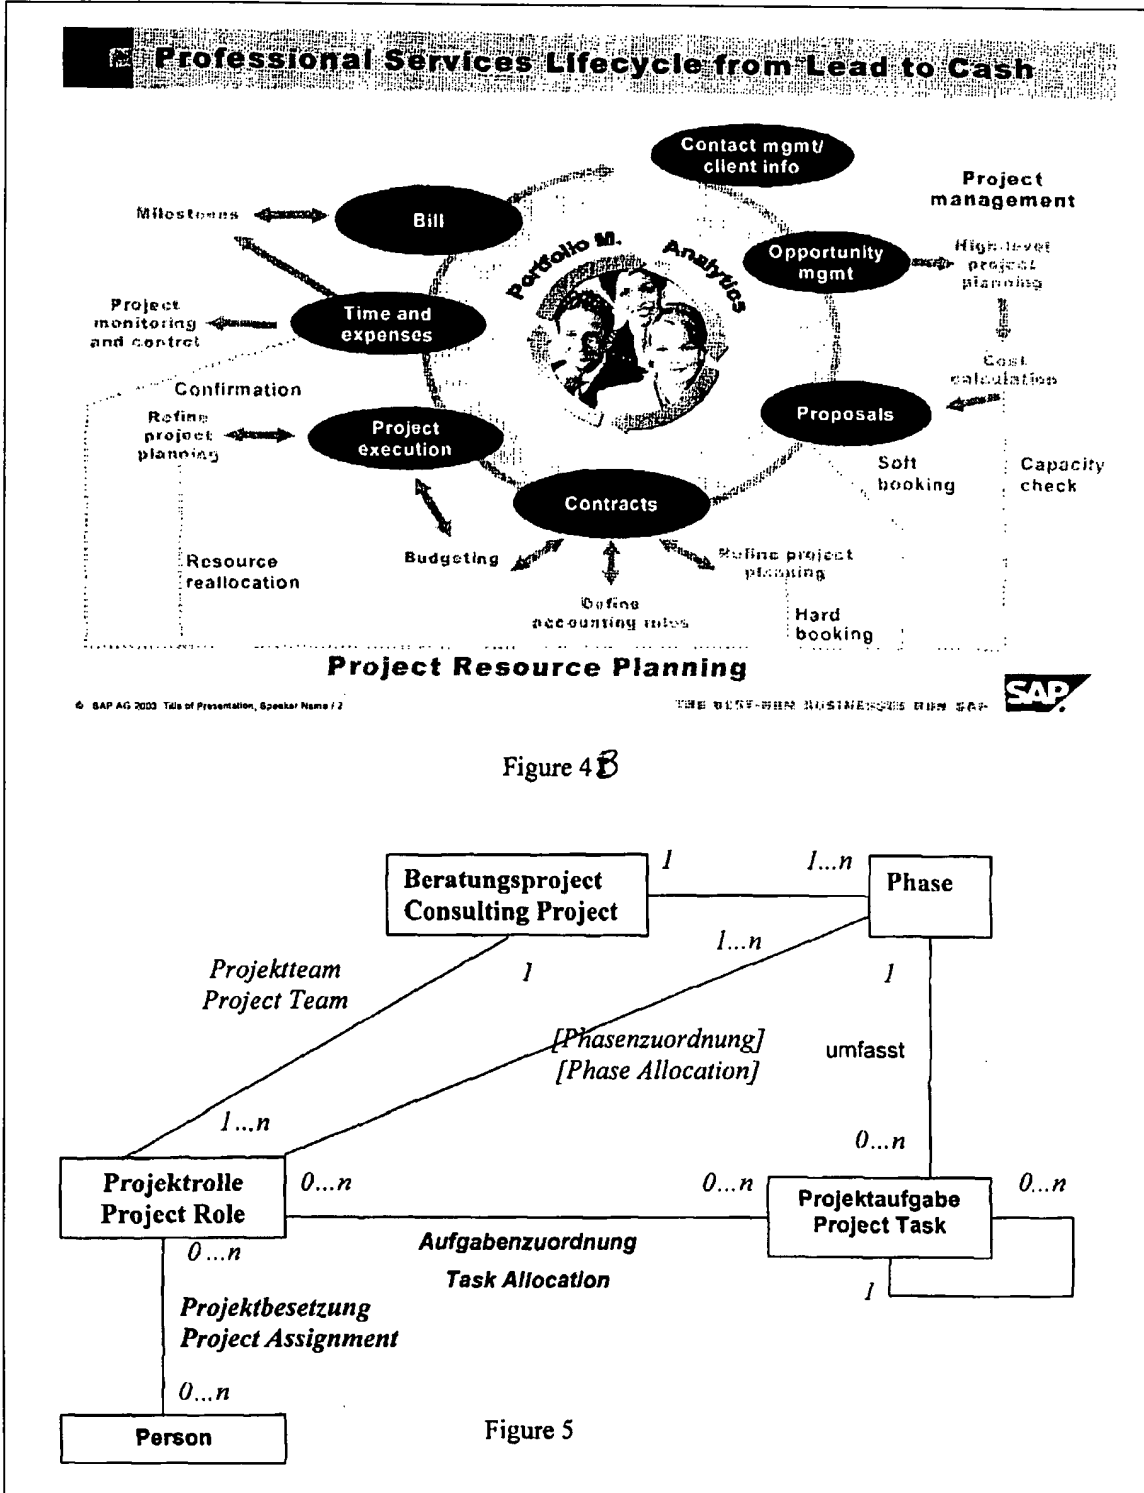 Professional Services Lifecycle from Lead to Cash
Contact mgmt/
client info
Project
management
Milestones
Bill
Portfolio M.
Analytics
Opportunity
mgmt
High-level
project
planning
Project
monitoring
and control
Time and
expenses
Cost
calculation
Confirmation
Proposals
Refine
project
planning
Project
execution
Soft
booking
Capacity
check
Contracts
Budgeting
Refine project
planning
Resource
reallocation
Define
accounting rules
Hard
booking
Project Resource Planning
© SAP AG 2003 Title of Presentation, Speaker Name / 2
THE BEST-RUN BUSINESSES RUN SAP
SAP
Figure 4B
Beratungsproject
Consulting Project
1
1...n
Phase
1...n
1
1
Projektteam
Project Team
[Phasenzuordnung]
[Phase Allocation]
umfasst
1...n
0...n
Projektrolle
Project Role
0...n
0...n
Projektaufgabe
Project Task
0...n
Aufgabenzuordnung
Task Allocation
0...n
1
Projektbesetzung
Project Assignment
0...n
Person
Figure 5